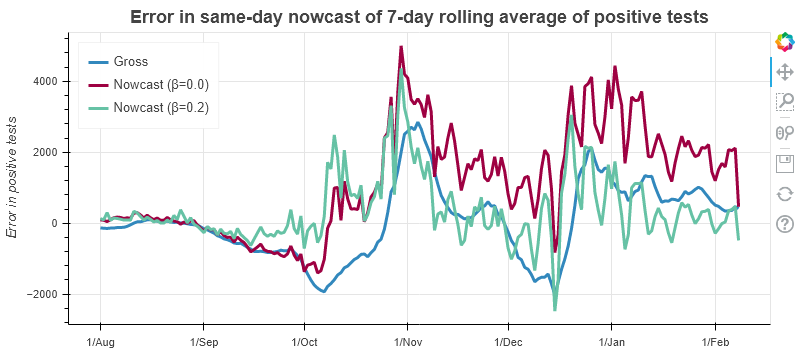 Error in same-day nowcast of 7-day rolling average of positive tests
Gross
Nowcast (β=0.0)
Nowcast (β=0.2)
Error in positive tests
4000
2000
0
−2000
1/Aug
1/Sep
1/Oct
1/Nov
1/Dec
1/Jan
1/Feb